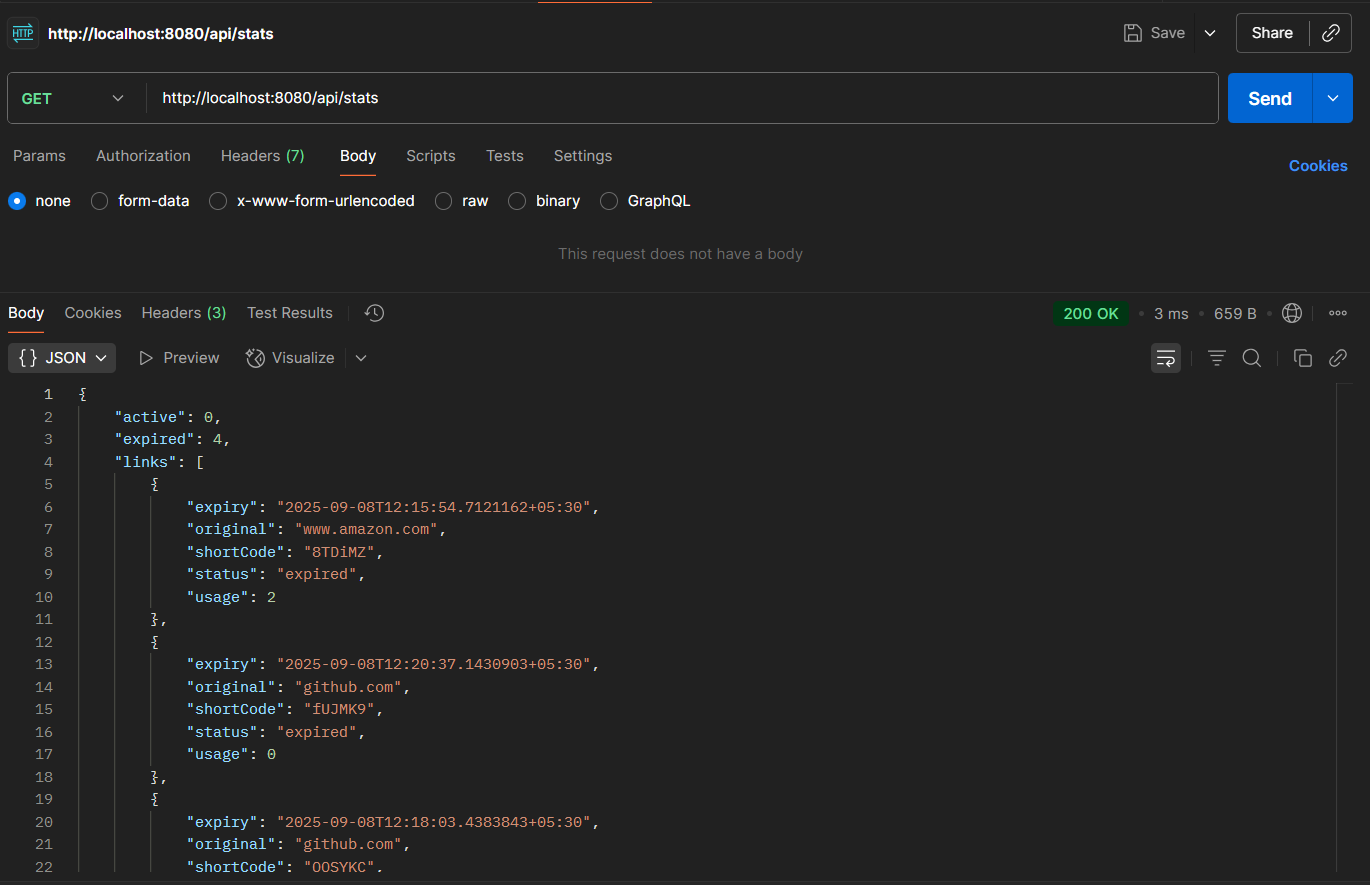 HTTP http://localhost:8080/api/stats Save Share
GET http://localhost:8080/api/stats Send
Params Authorization Headers (7) Body Scripts Tests Settings Cookies
none form-data x-www-form-urlencoded raw binary GraphQL
This request does not have a body
Body Cookies Headers (3) Test Results 200 OK • 3 ms • 659 B •
{} JSON Preview Visualize
1 {
2 "active": 0,
3 "expired": 4,
4 "links": [
5 {
6 "expiry": "2025-09-08T12:15:54.7121162+05:30",
7 "original": "www.amazon.com",
8 "shortCode": "8TDiMZ",
9 "status": "expired",
10 "usage": 2
11 },
12 {
13 "expiry": "2025-09-08T12:20:37.1430903+05:30",
14 "original": "github.com",
15 "shortCode": "fUJMK9",
16 "status": "expired",
17 "usage": 0
18 },
19 {
20 "expiry": "2025-09-08T12:18:03.4383843+05:30",
21 "original": "github.com",
22 "shortCode": "OOSYKC",